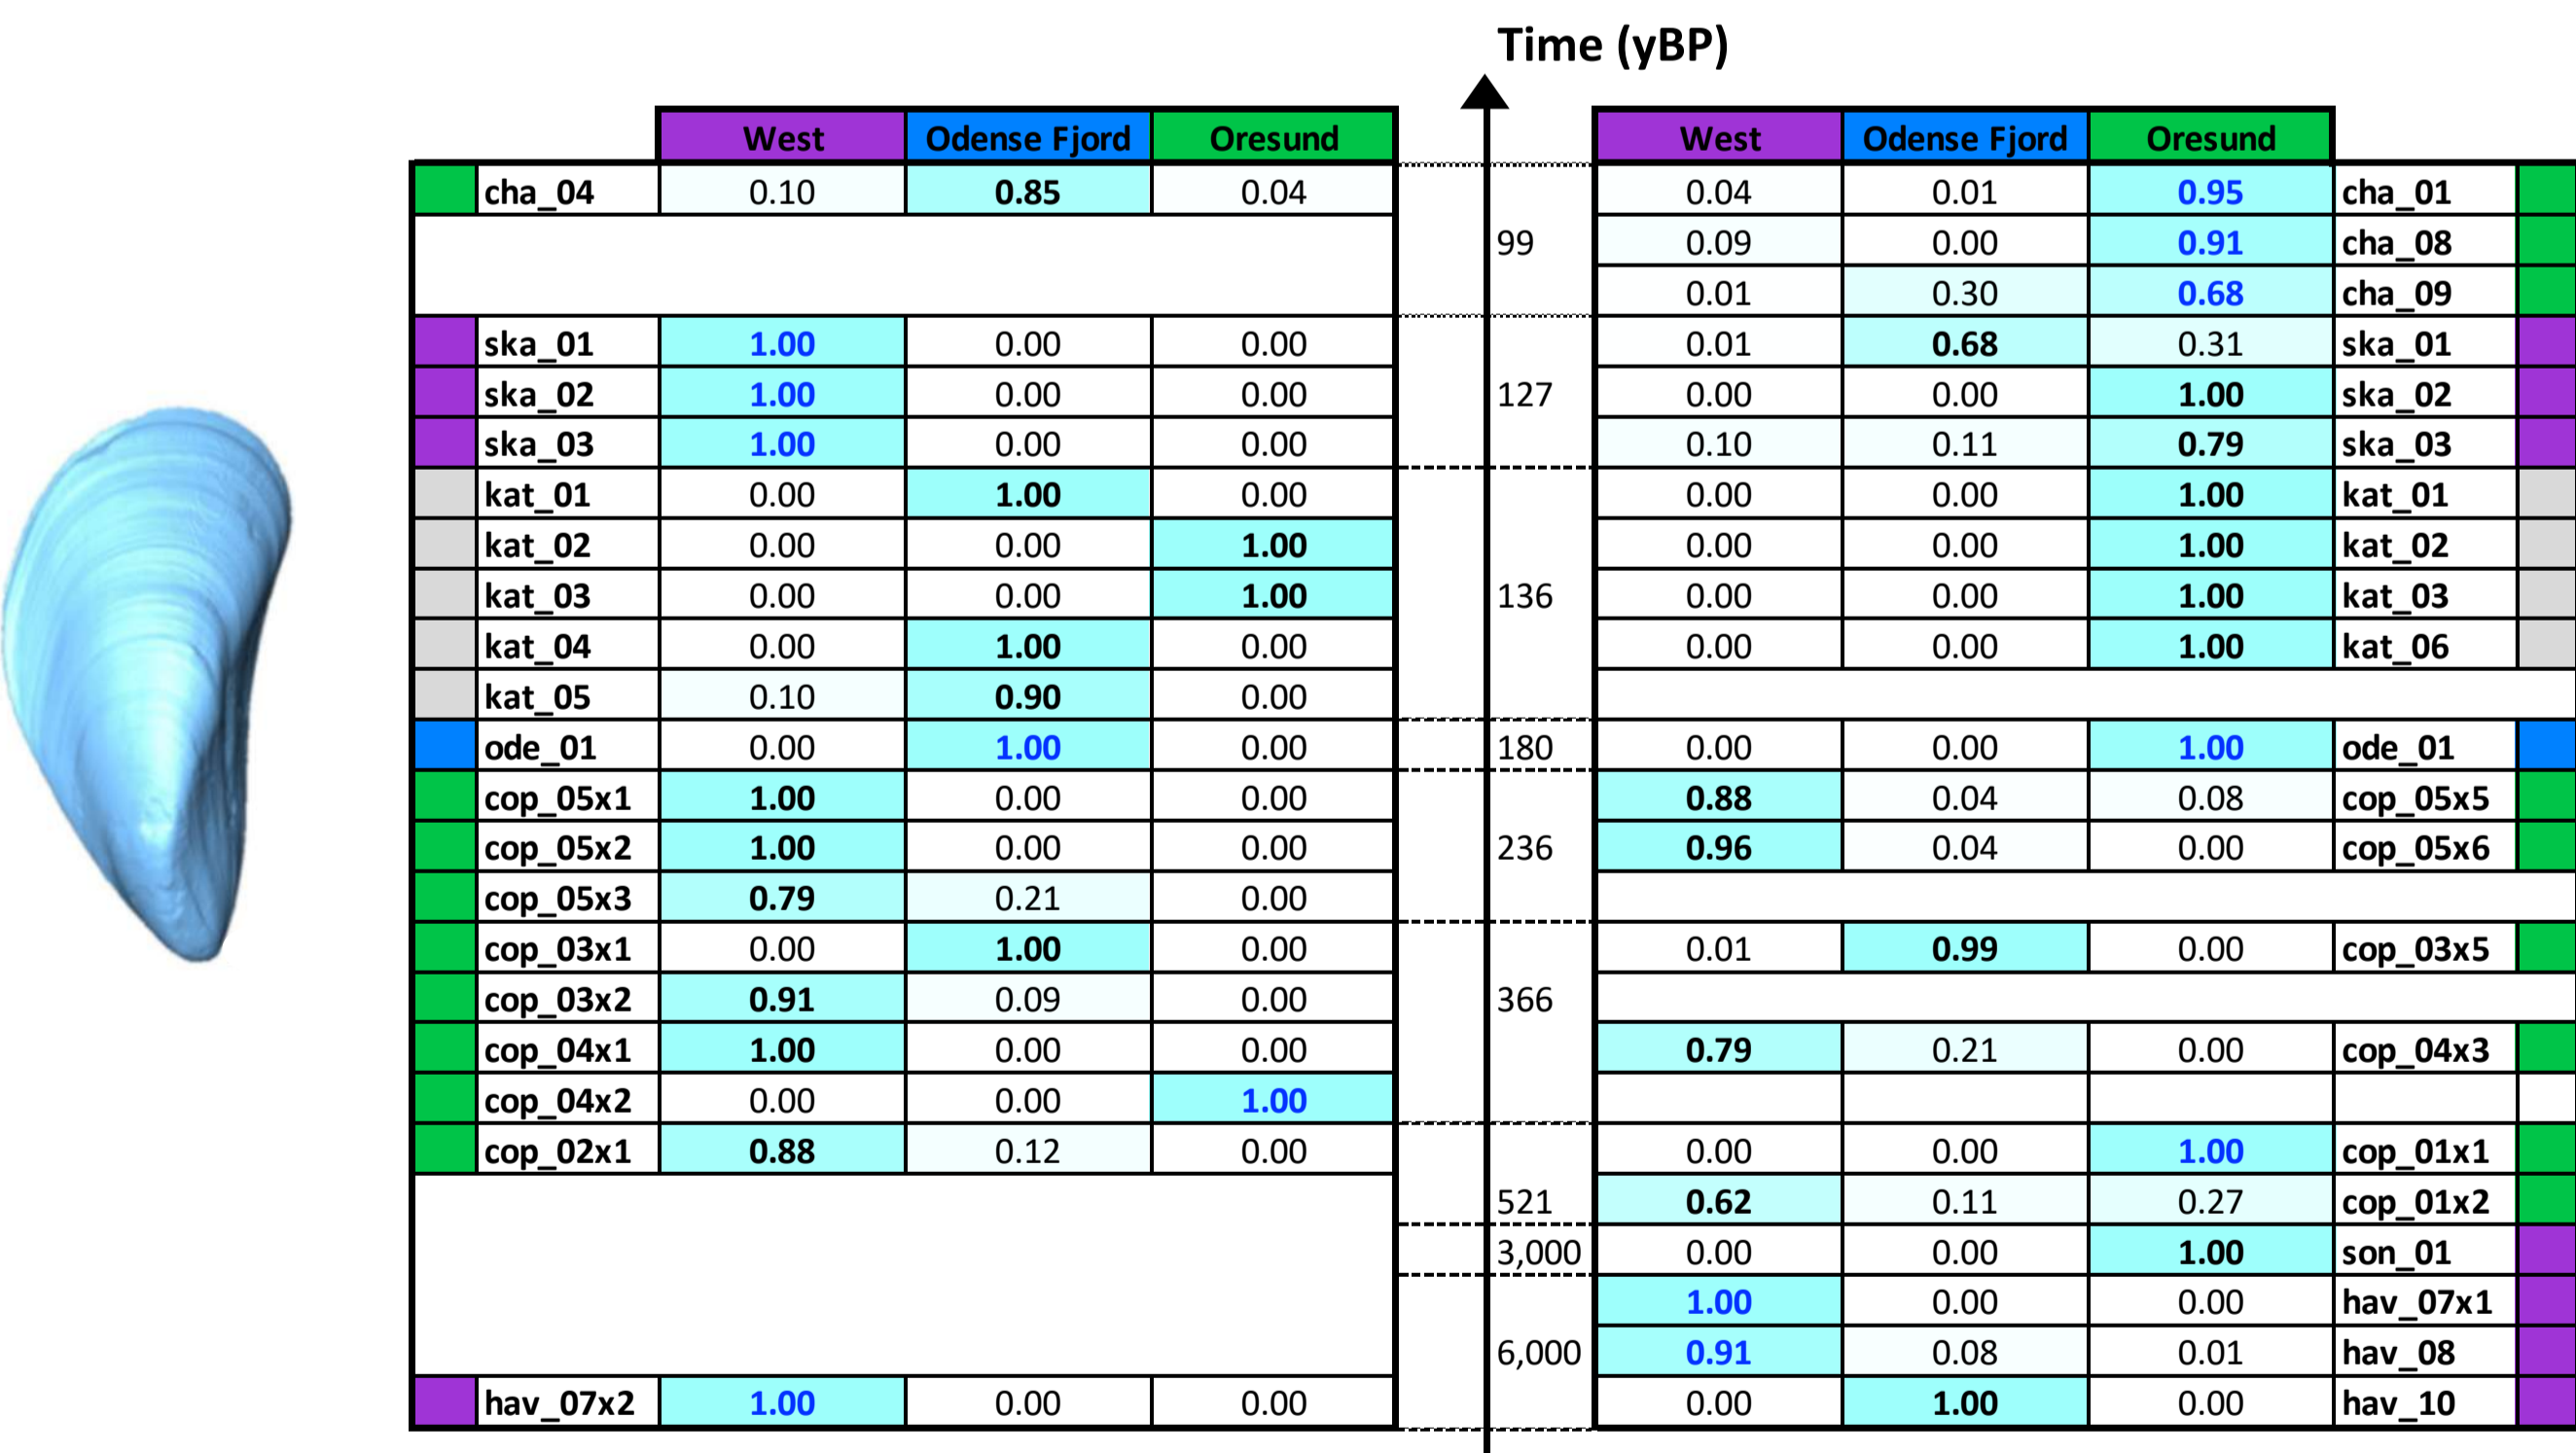 Time (yBP)
West Odense Fjord Oresund West Odense Fjord Oresund
cha_04 0.10 0.85 0.04 0.04 0.01 0.95 cha_01
99 0.09 0.00 0.91 cha_08
0.01 0.30 0.68 cha_09
ska_01 1.00 0.00 0.00 0.01 0.68 0.31 ska_01
ska_02 1.00 0.00 0.00 127 0.00 0.00 1.00 ska_02
ska_03 1.00 0.00 0.00 0.10 0.11 0.79 ska_03
kat_01 0.00 1.00 0.00 0.00 0.00 1.00 kat_01
kat_02 0.00 0.00 1.00 0.00 0.00 1.00 kat_02
kat_03 0.00 0.00 1.00 136 0.00 0.00 1.00 kat_03
kat_04 0.00 1.00 0.00 0.00 0.00 1.00 kat_06
kat_05 0.10 0.90 0.00
ode_01 0.00 1.00 0.00 180 0.00 0.00 1.00 ode_01
cop_05x1 1.00 0.00 0.00 0.88 0.04 0.08 cop_05x5
cop_05x2 1.00 0.00 0.00 236 0.96 0.04 0.00 cop_05x6
cop_05x3 0.79 0.21 0.00
cop_03x1 0.00 1.00 0.00 0.01 0.99 0.00 cop_03x5
cop_03x2 0.91 0.09 0.00 366
cop_04x1 1.00 0.00 0.00 0.79 0.21 0.00 cop_04x3
cop_04x2 0.00 0.00 1.00
cop_02x1 0.88 0.12 0.00 0.00 0.00 1.00 cop_01x1
521 0.62 0.11 0.27 cop_01x2
3,000 0.00 0.00 1.00 son_01
1.00 0.00 0.00 hav_07x1
6,000 0.91 0.08 0.01 hav_08
hav_07x2 1.00 0.00 0.00 0.00 1.00 0.00 hav_10